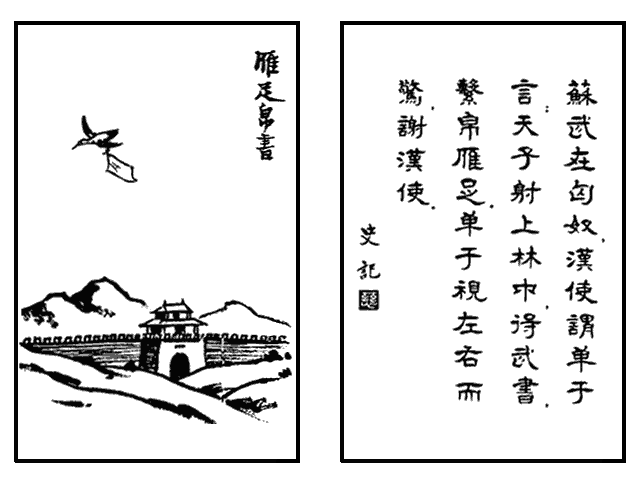 雁足帛書
蘇武在匈奴，漢使謂单于
言：天子射上林中，得武書，
繫帛雁足。单于視左右而
驚，謝漢使。
史記